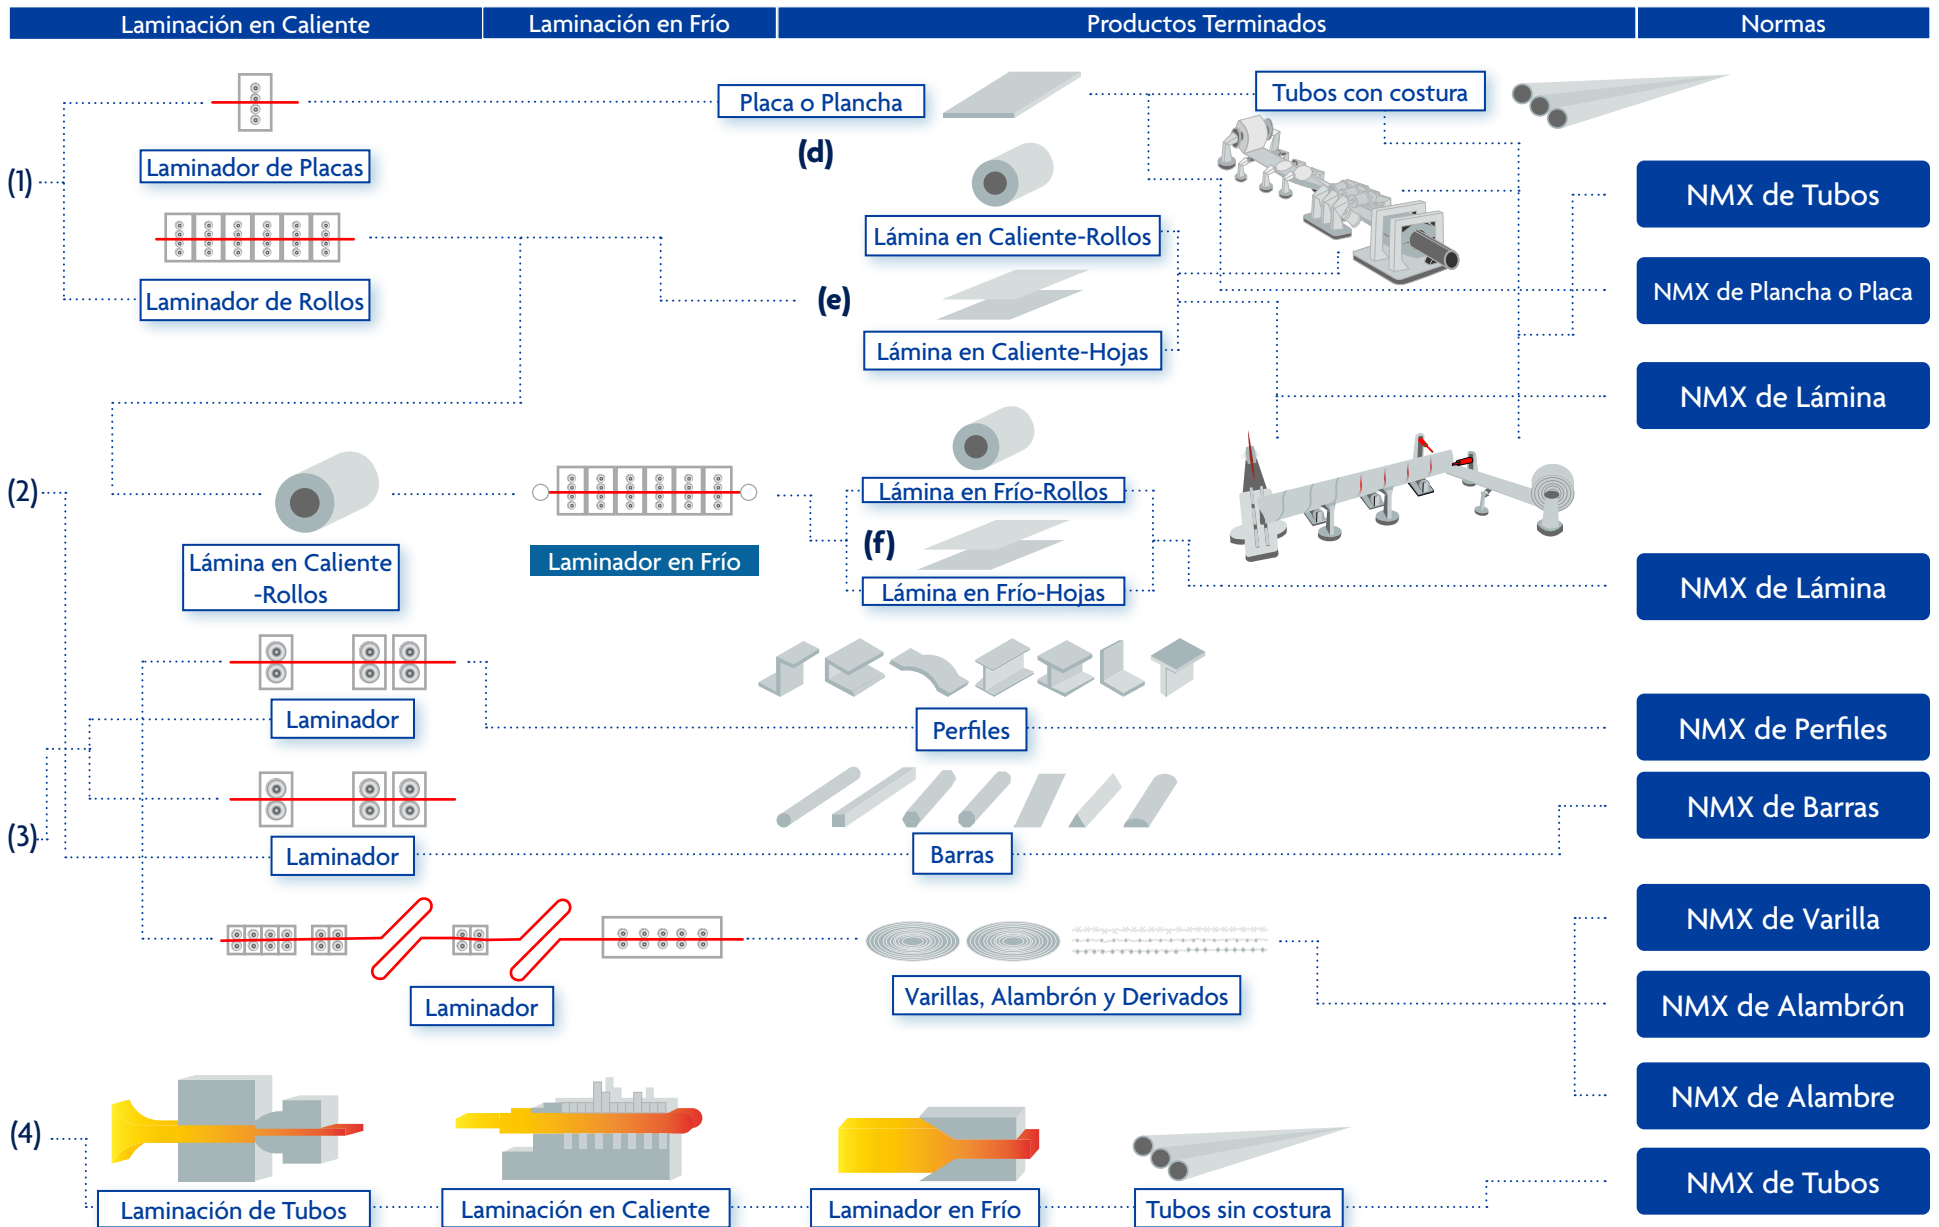 Laminación en Caliente
Laminación en Frío
Productos Terminados
Normas
Placa o Plancha
Tubos con costura
(d)
Laminador de Placas
(1)
NMX de Tubos
Lámina en Caliente-Rollos
Laminador de Rollos
(e)
NMX de Plancha o Placa
Lámina en Caliente-Hojas
NMX de Lámina
(2)
Lámina en Frío-Rollos
(f)
Lámina en Caliente
-Rollos
Laminador en Frío
Lámina en Frío-Hojas
NMX de Lámina
Laminador
Perfiles
NMX de Perfiles
(3)
Laminador
Barras
NMX de Barras
NMX de Varilla
Laminador
Varillas, Alambrón y Derivados
NMX de Alambrón
NMX de Alambre
(4)
Laminación de Tubos
Laminación en Caliente
Laminador en Frío
Tubos sin costura
NMX de Tubos